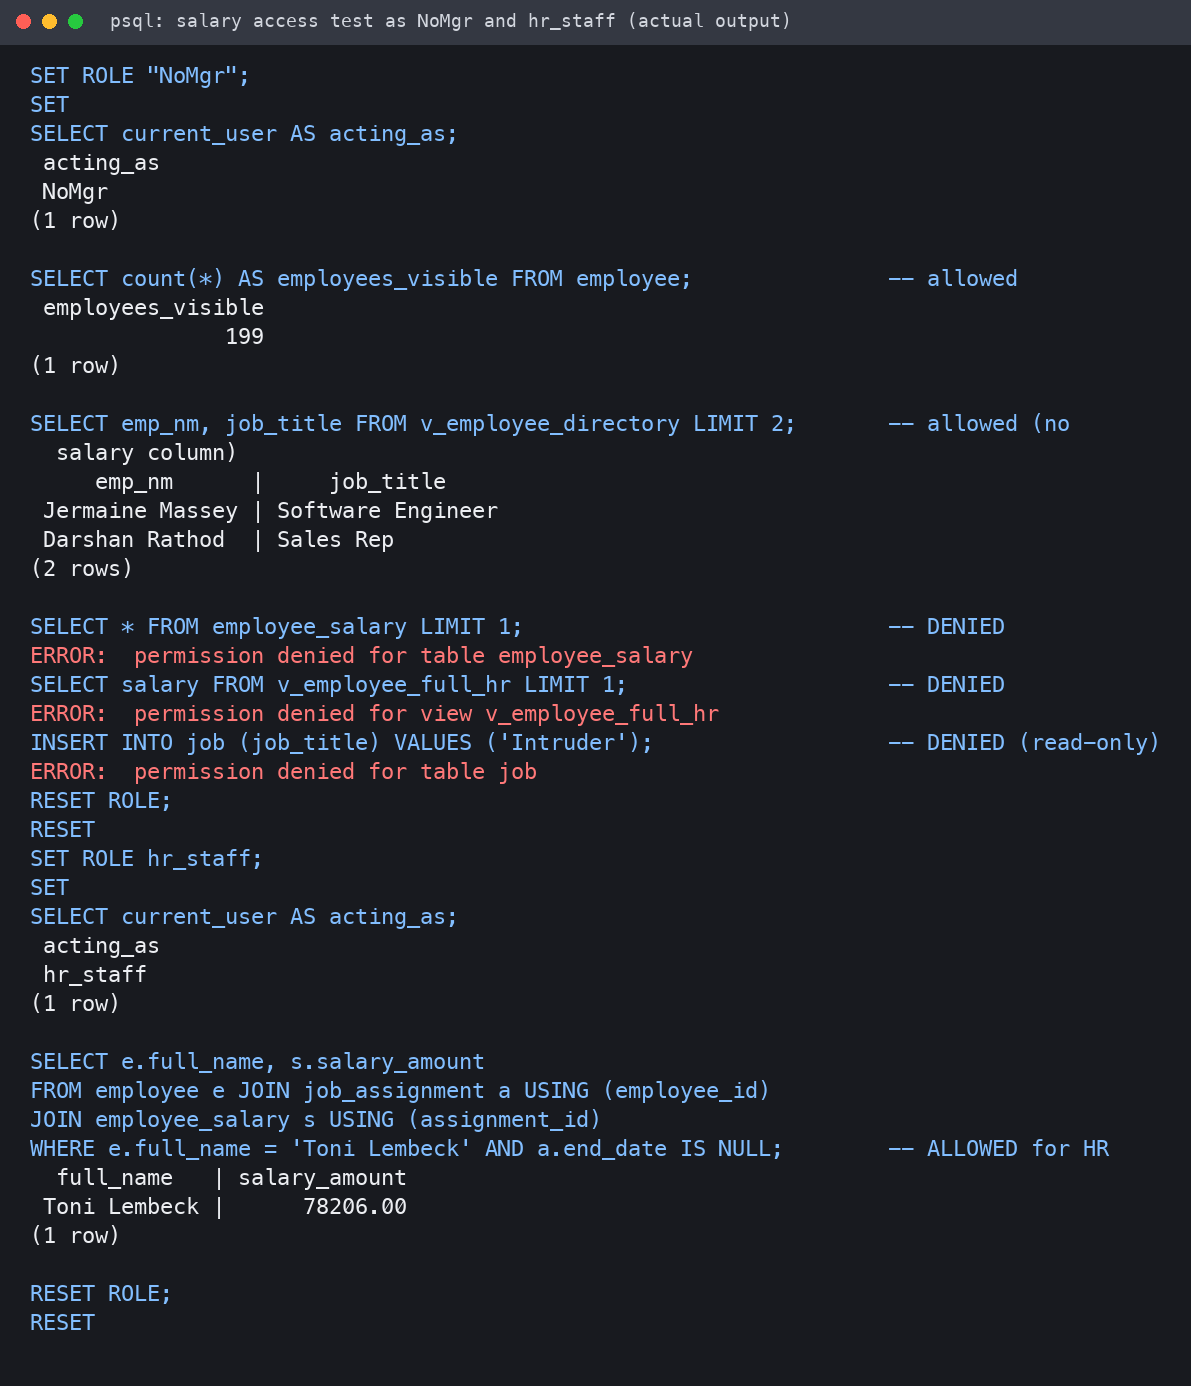 psql: salary access test as NoMgr and hr_staff (actual output)
SET ROLE "NoMgr";
SET
SELECT current_user AS acting_as;
 acting_as
 NoMgr
(1 row)

SELECT count(*) AS employees_visible FROM employee;               -- allowed
 employees_visible
               199
(1 row)

SELECT emp_nm, job_title FROM v_employee_directory LIMIT 2;       -- allowed (no
  salary column)
     emp_nm      |     job_title
 Jermaine Massey | Software Engineer
 Darshan Rathod  | Sales Rep
(2 rows)

SELECT * FROM employee_salary LIMIT 1;                            -- DENIED
ERROR:  permission denied for table employee_salary
SELECT salary FROM v_employee_full_hr LIMIT 1;                    -- DENIED
ERROR:  permission denied for view v_employee_full_hr
INSERT INTO job (job_title) VALUES ('Intruder');                  -- DENIED (read-only)
ERROR:  permission denied for table job
RESET ROLE;
RESET
SET ROLE hr_staff;
SET
SELECT current_user AS acting_as;
 acting_as
 hr_staff
(1 row)

SELECT e.full_name, s.salary_amount
FROM employee e JOIN job_assignment a USING (employee_id)
JOIN employee_salary s USING (assignment_id)
WHERE e.full_name = 'Toni Lembeck' AND a.end_date IS NULL;        -- ALLOWED for HR
  full_name   | salary_amount
 Toni Lembeck |      78206.00
(1 row)

RESET ROLE;
RESET